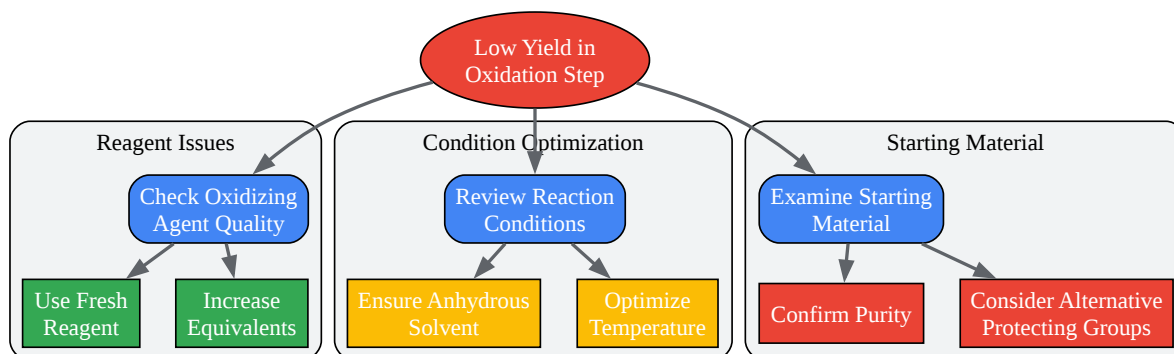 Low Yield in
Oxidation Step
Reagent Issues
Condition Optimization
Starting Material
Check Oxidizing
Agent Quality
Review Reaction
Conditions
Examine Starting
Material
Use Fresh
Reagent
Increase
Equivalents
Ensure Anhydrous
Solvent
Optimize
Temperature
Confirm Purity
Consider Alternative
Protecting Groups